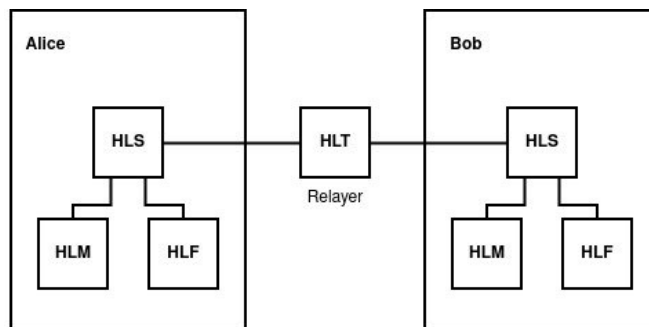 Alice
Bob
HLS
HLT
HLS
Relayer
HLM
HLF
HLM
HLF